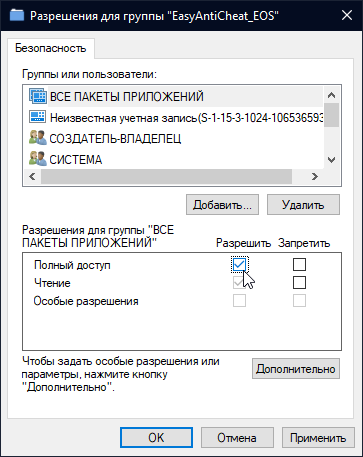 Разрешения для группы "EasyAntiCheat_EOS"
Безопасность
Группы или пользователи:
ВСЕ ПАКЕТЫ ПРИЛОЖЕНИЙ
Неизвестная учетная запись(S-1-15-3-1024-106536593
СОЗДАТЕЛЬ-ВЛАДЕЛЕЦ
СИСТЕМА
Добавить... Удалить
Разрешения для группы "ВСЕ
ПАКЕТЫ ПРИЛОЖЕНИЙ" Разрешить Запретить
Полный доступ
Чтение
Особые разрешения
Чтобы задать особые разрешения или
параметры, нажмите кнопку
"Дополнительно".
Дополнительно
OK Отмена Применить